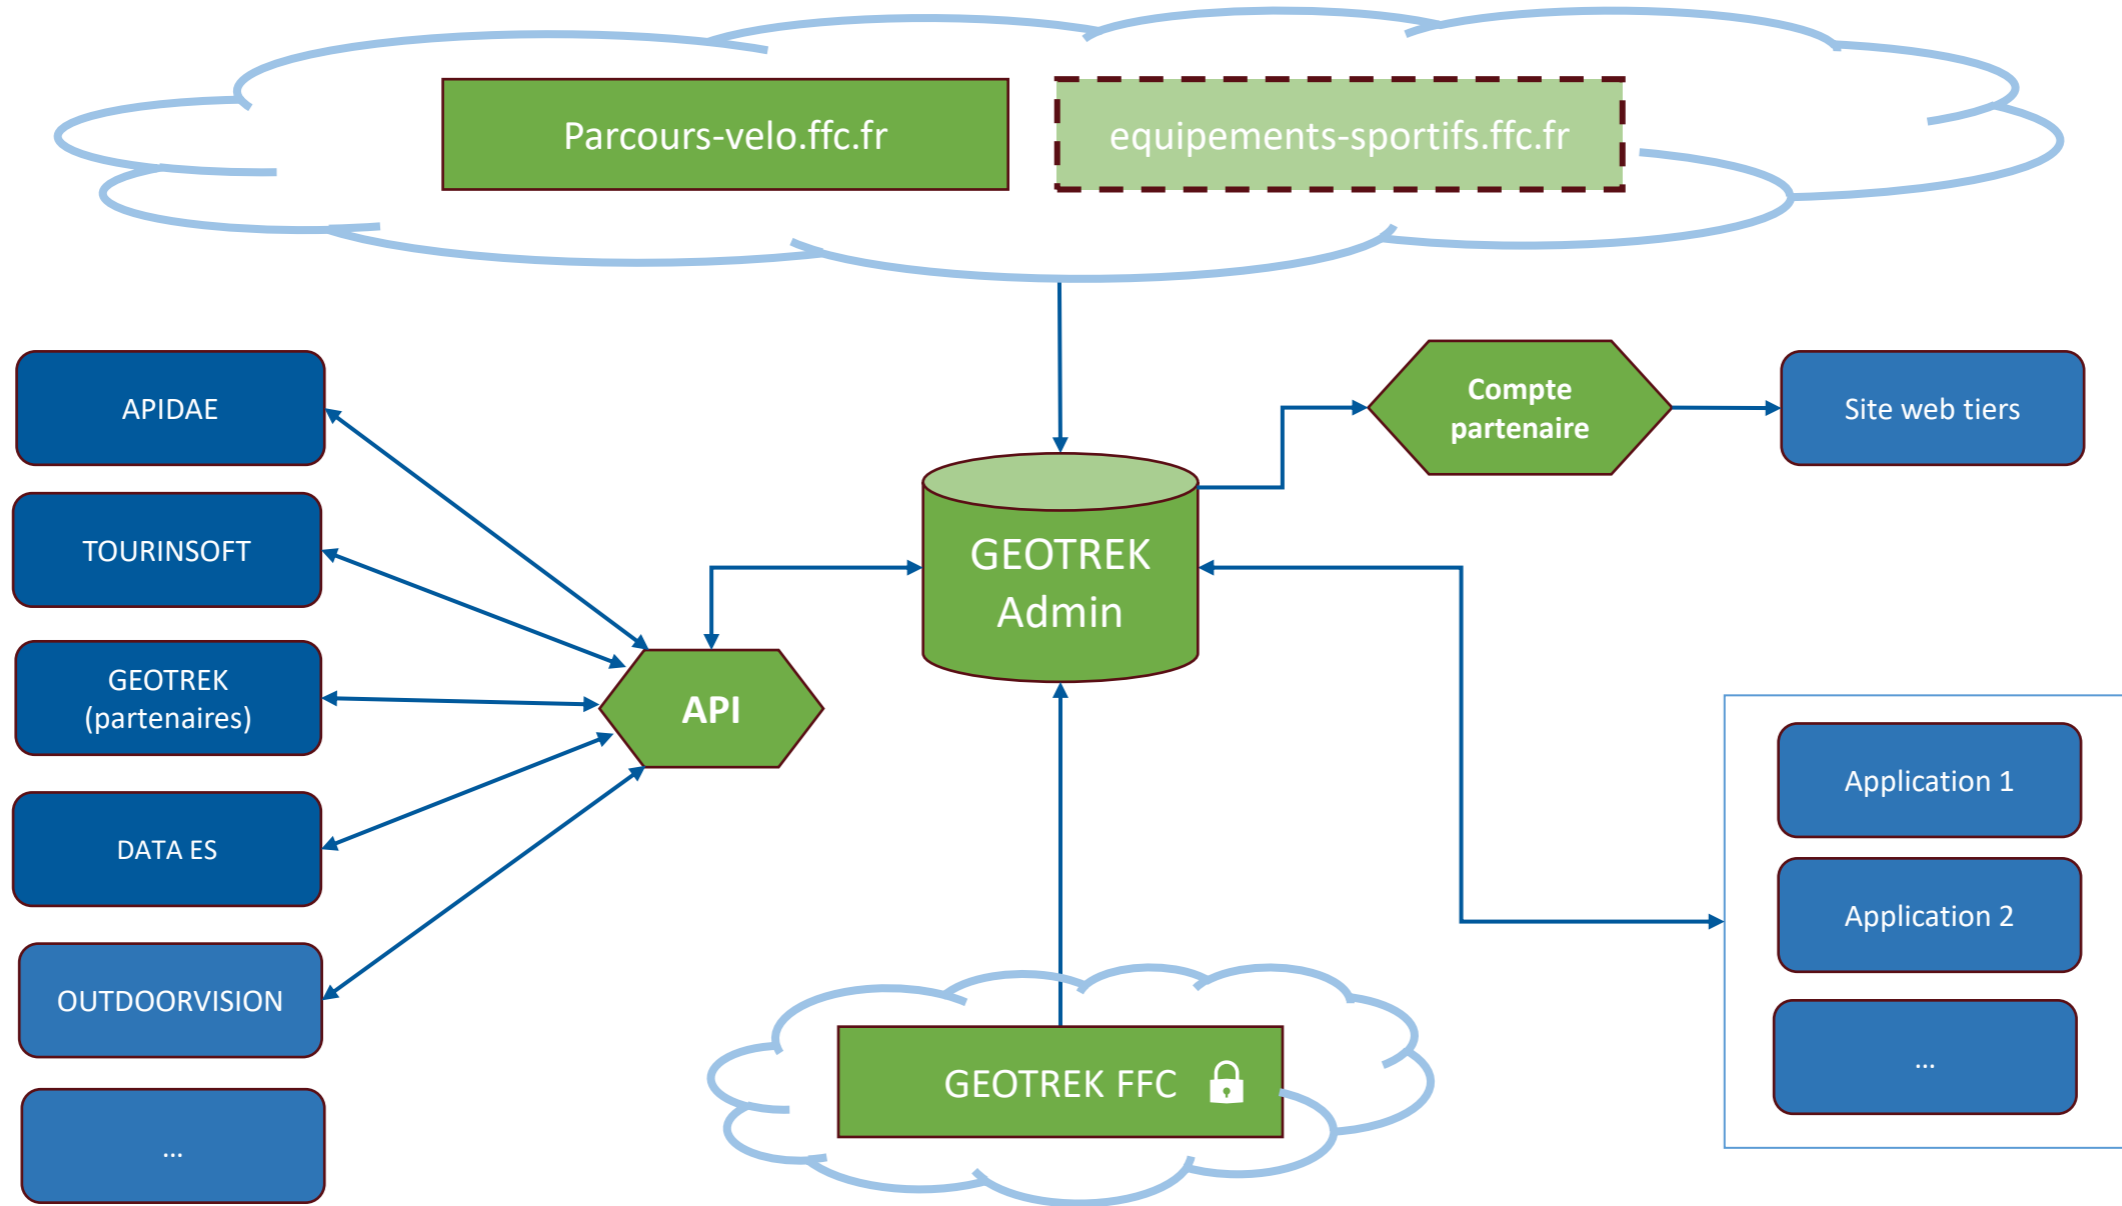 Parcours-velo.ffc.fr
equipements-sportifs.ffc.fr
APIDAE
TOURINSOFT
GEOTREK
(partenaires)
DATA ES
OUTDOORVISION
...
API
GEOTREK
Admin
Compte
partenaire
Site web tiers
Application 1
Application 2
...
GEOTREK FFC